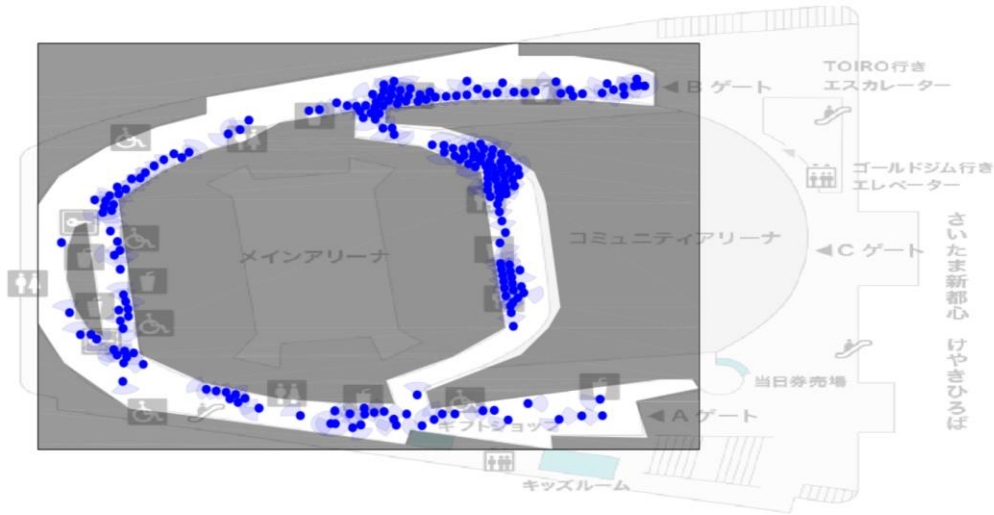 TOIRO行き
エスカレーター
Bゲート
ゴールドジム行き
エレベーター
メインアリーナ
コミュニティアリーナ
Cゲート
さいたま新都心 けやきひろば
当日券売場
Aゲート
ギフトショップ
キッズルーム